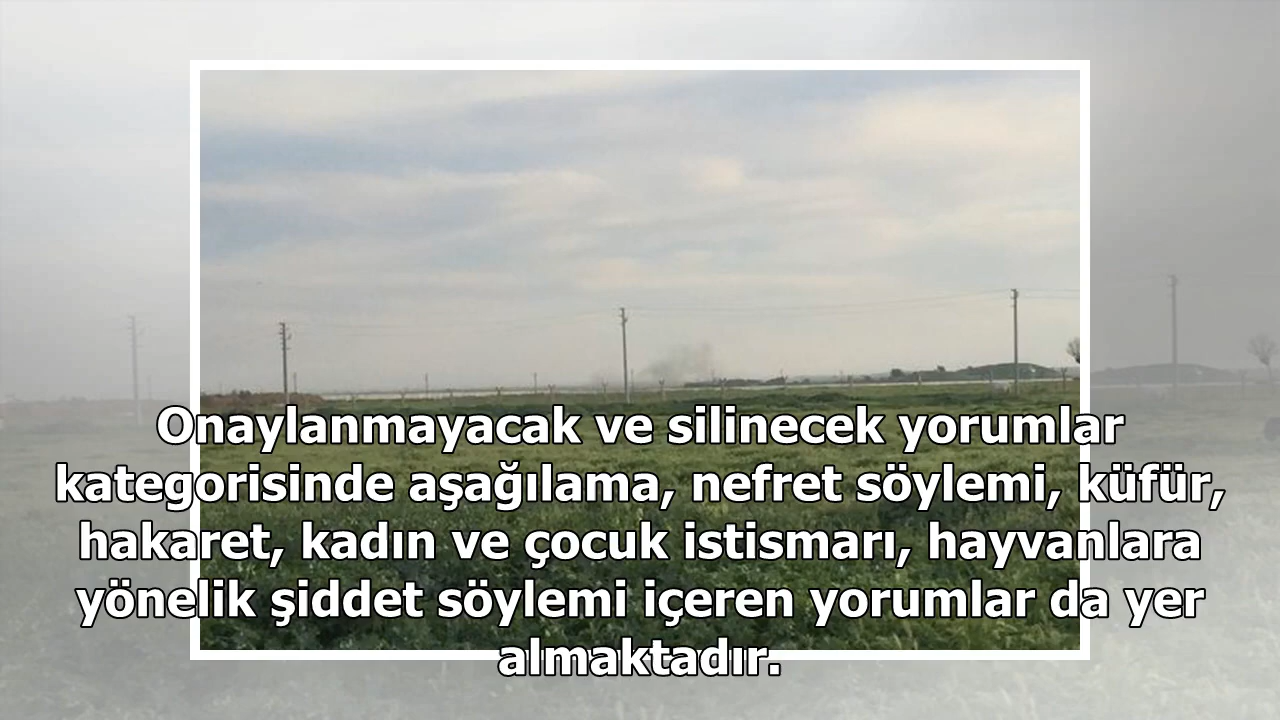 Onaylanmayacak ve silinecek yorumlar
kategorisinde aşağılama, nefret söylemi, küfür,
hakaret, kadın ve çocuk istismarı, hayvanlara
yönelik şiddet söylemi içeren yorumlar da yer
almaktadır.